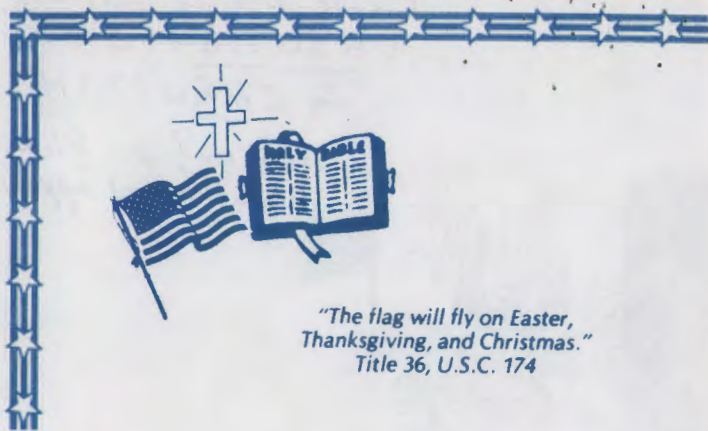 HOLY BIBLE
"The flag will fly on Easter,
Thanksgiving, and Christmas."
Title 36, U.S.C. 174